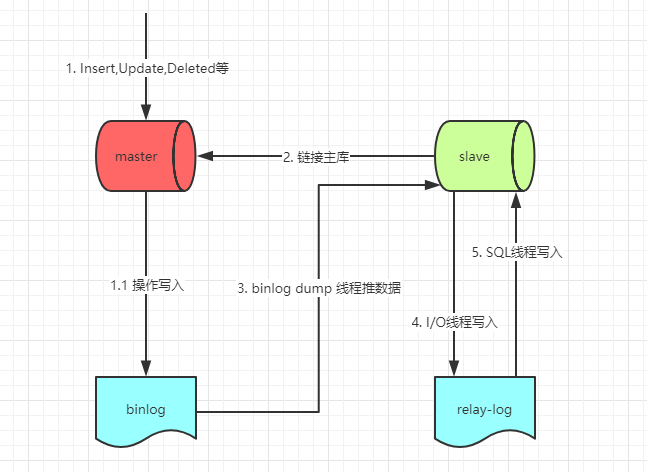 1. Insert,Update,Deleted等
master
2. 链接主库
slave
1.1 操作写入
3. binlog dump 线程推数据
5. SQL线程写入
4. I/O线程写入
binlog
relay-log